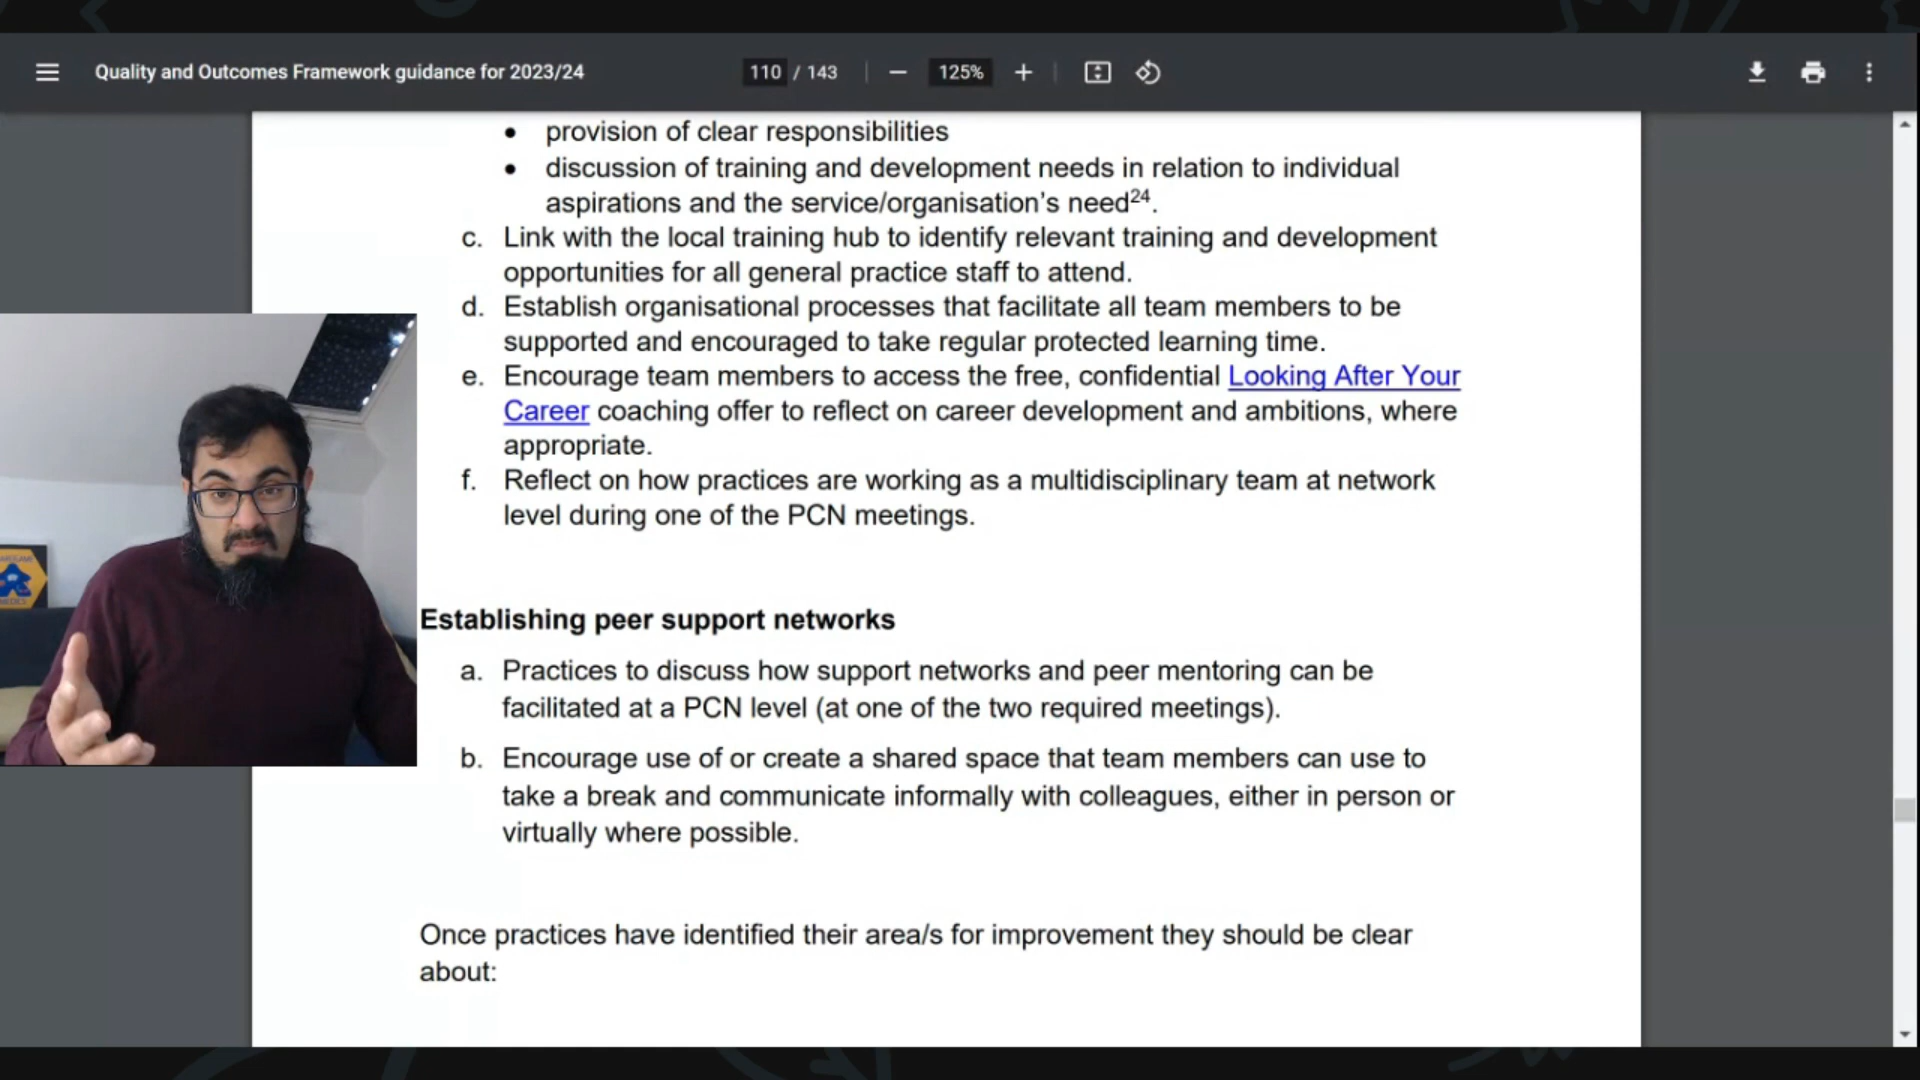 Quality and Outcomes Framework guidance for 2023/24
110 / 143
125%
• provision of clear responsibilities
• discussion of training and development needs in relation to individual
aspirations and the service/organisation’s need24.
c. Link with the local training hub to identify relevant training and development
opportunities for all general practice staff to attend.
d. Establish organisational processes that facilitate all team members to be
supported and encouraged to take regular protected learning time.
e. Encourage team members to access the free, confidential Looking After Your
Career coaching offer to reflect on career development and ambitions, where
appropriate.
f. Reflect on how practices are working as a multidisciplinary team at network
level during one of the PCN meetings.
Establishing peer support networks
a. Practices to discuss how support networks and peer mentoring can be
facilitated at a PCN level (at one of the two required meetings).
b. Encourage use of or create a shared space that team members can use to
take a break and communicate informally with colleagues, either in person or
virtually where possible.
Once practices have identified their area/s for improvement they should be clear
about: